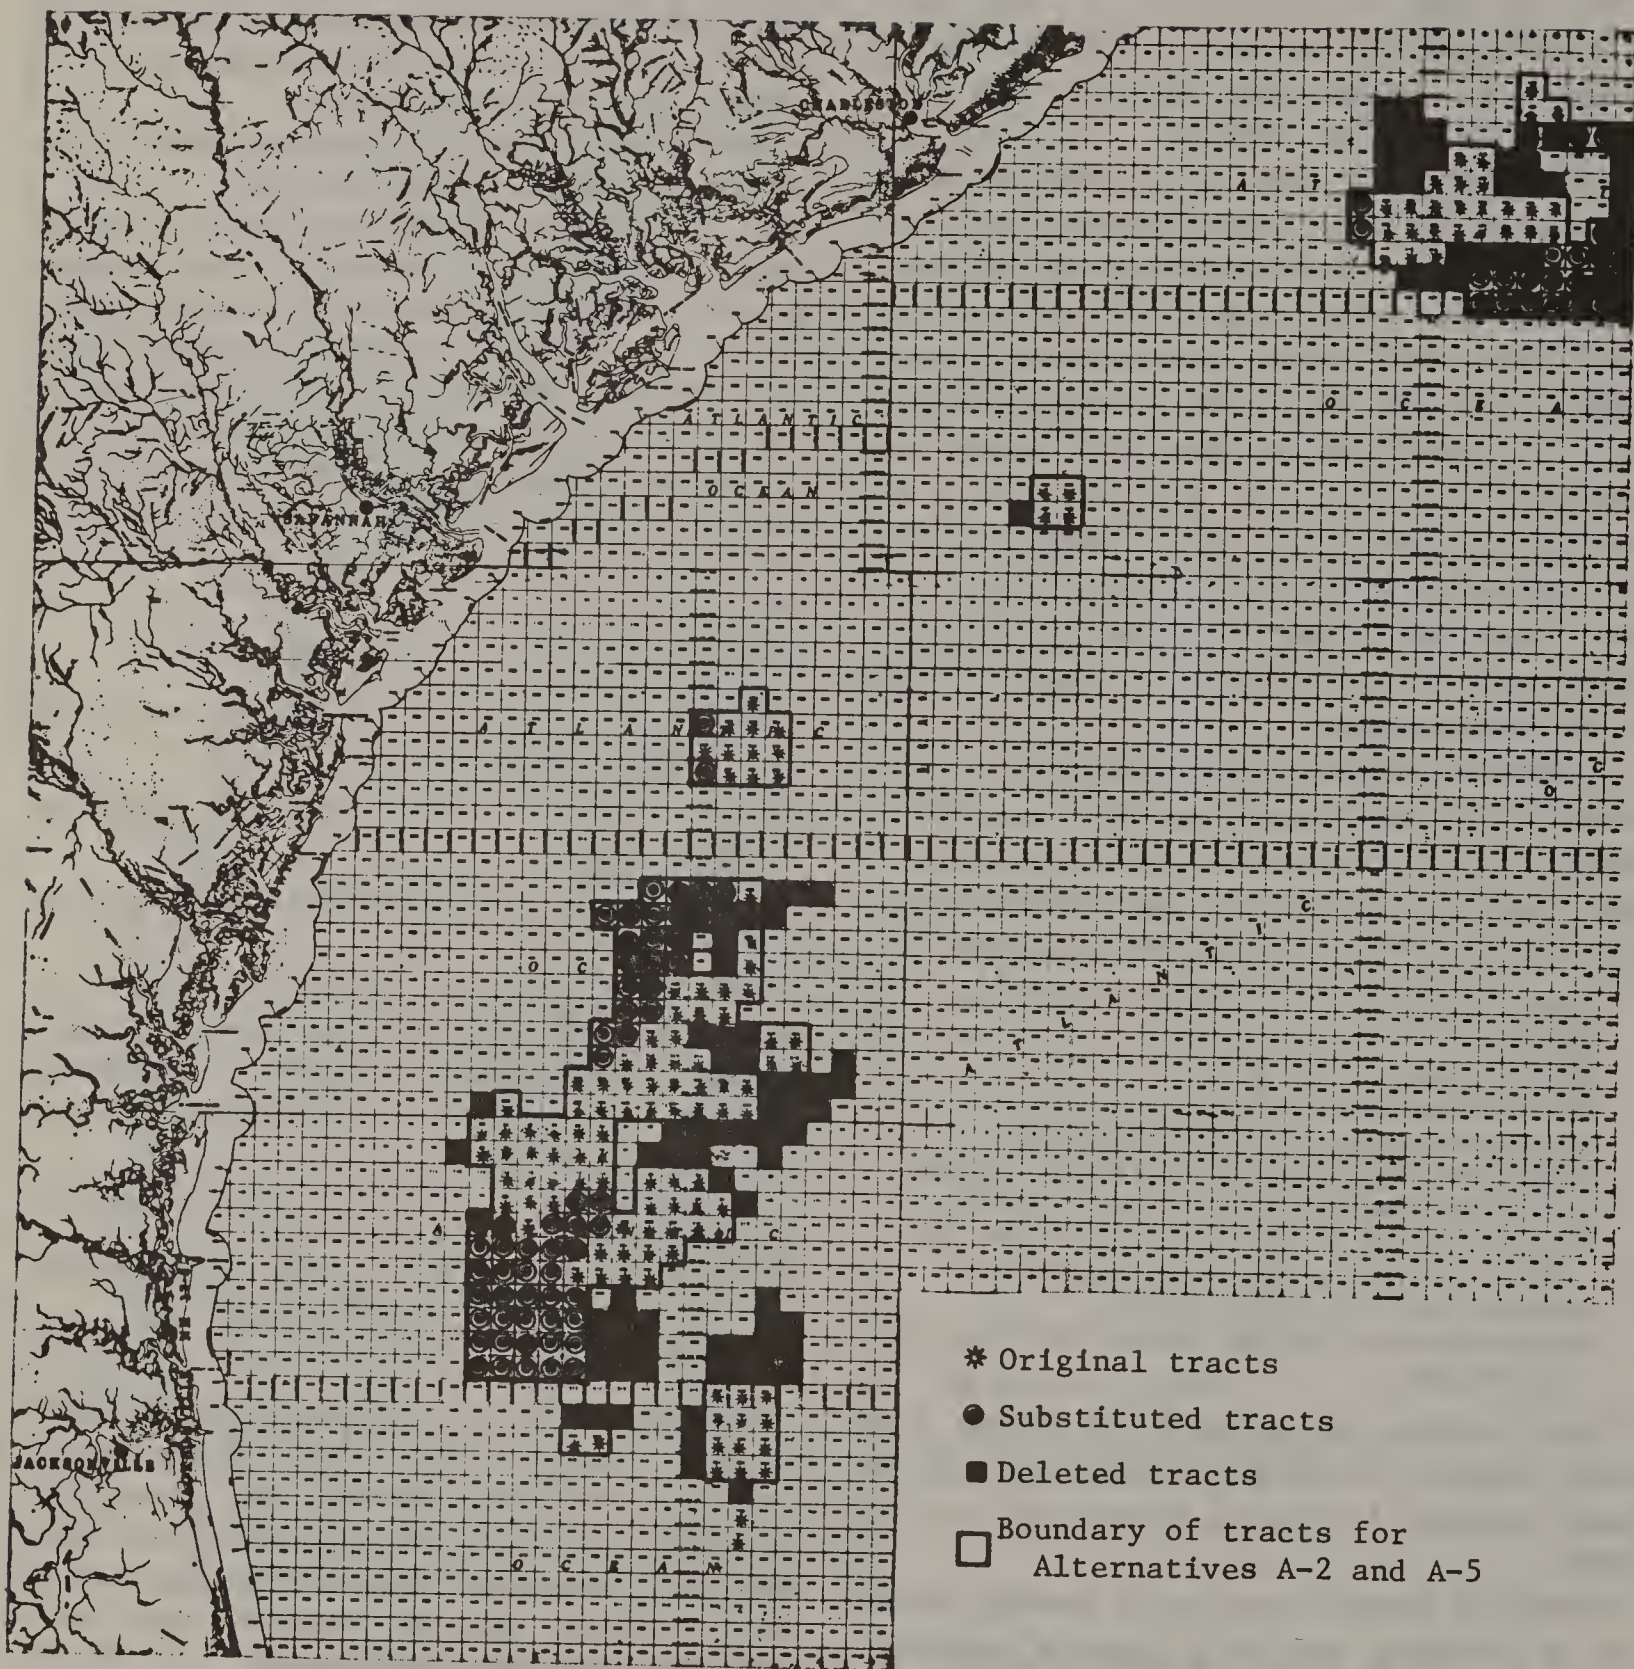 CHARLESTON
A T
ATLANTIC
O C E A
OCEAN
SAVANNAH
A T L A N T I C
O C
C
O
A T L A N T I C
A C
JACKSONVILLE
O C E A N
Original tracts
Substituted tracts
Deleted tracts
Boundary of tracts for
Alternatives A-2 and A-5